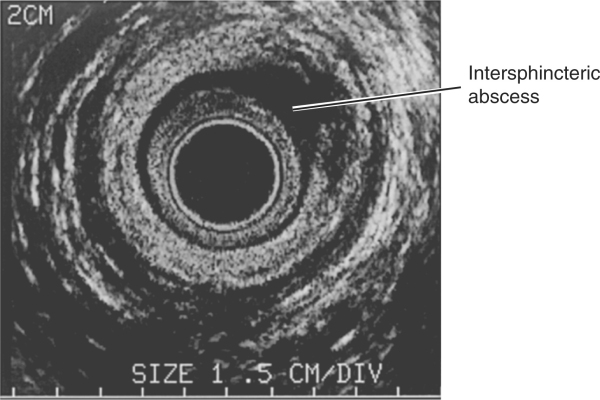 2CM
Intersphincteric
abscess
SIZE 1 .5 CM/DIV